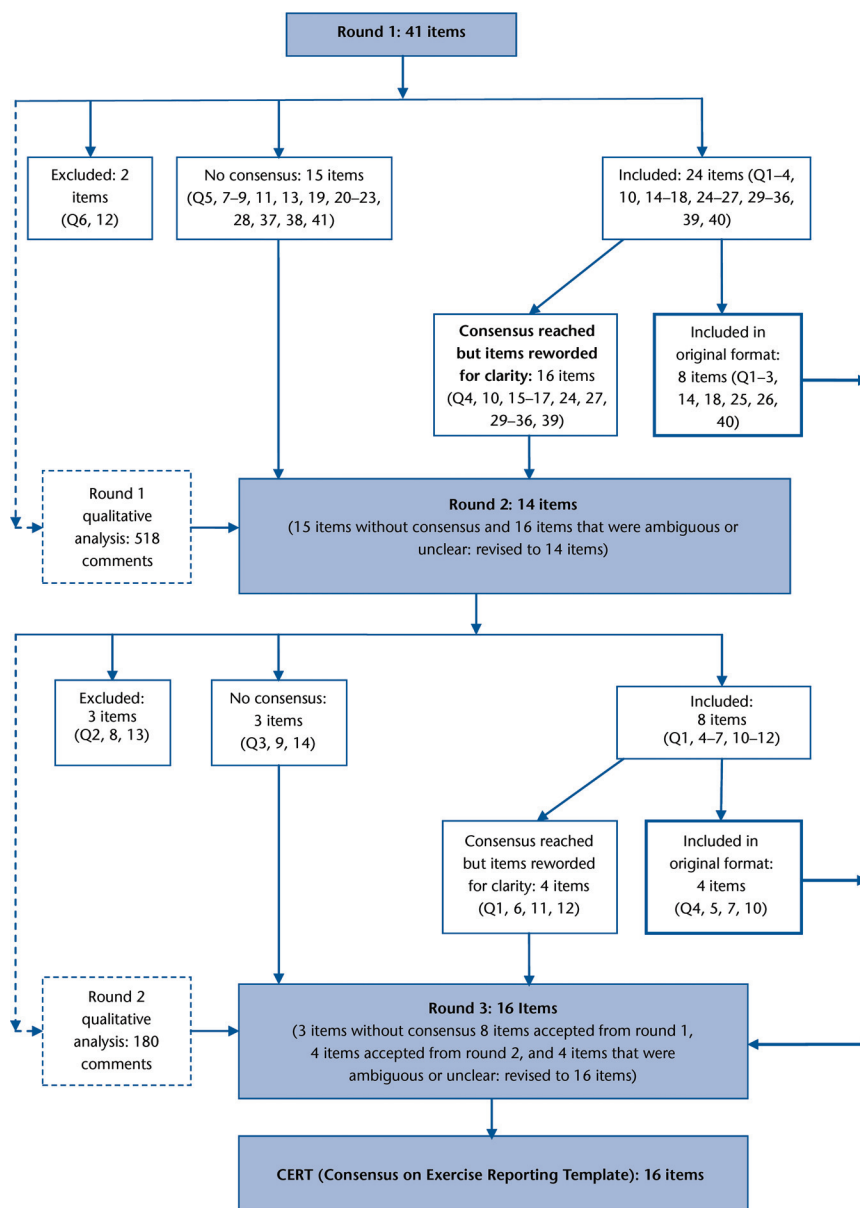 Round 1: 41 items
Excluded: 2
items
(Q6, 12)
No consensus: 15 items
(Q5, 7–9, 11, 13, 19, 20–23,
28, 37, 38, 41)
Included: 24 items (Q1–4,
10, 14–18, 24–27, 29–36,
39, 40)
Consensus reached
but items reworded
for clarity: 16 items
(Q4, 10, 15–17, 24, 27,
29–36, 39)
Included in
original format:
8 items (Q1–3,
14, 18, 25, 26,
40)
Round 1
qualitative
analysis: 518
comments
Round 2: 14 items
(15 items without consensus and 16 items that were ambiguous or
unclear: revised to 14 items)
Excluded:
3 items
(Q2, 8, 13)
No consensus:
3 items
(Q3, 9, 14)
Included:
8 items
(Q1, 4–7, 10–12)
Consensus reached
but items reworded
for clarity: 4 items
(Q1, 6, 11, 12)
Included in
original format:
4 items
(Q4, 5, 7, 10)
Round 2
qualitative
analysis: 180
comments
Round 3: 16 Items
(3 items without consensus 8 items accepted from round 1,
4 items accepted from round 2, and 4 items that were
ambiguous or unclear: revised to 16 items)
CERT (Consensus on Exercise Reporting Template): 16 items